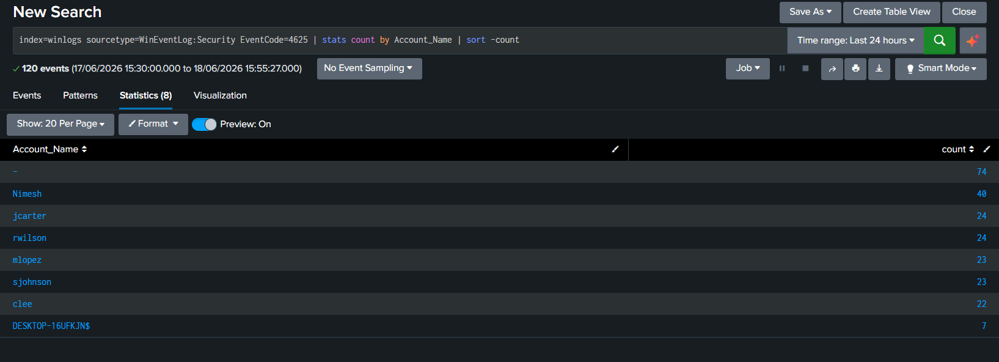 New Search
Save As
Create Table View
Close
index=winlogs sourcetype=WinEventLog:Security EventCode=4625 | stats count by Account_Name | sort -count
Time range: Last 24 hours
120 events (17/06/2026 15:30:00.000 to 18/06/2026 15:55:27.000)
No Event Sampling
Job
Smart Mode
Events
Patterns
Statistics (8)
Visualization
Show: 20 Per Page
Format
Preview: On
Account_Name count
- 74
Nimesh 40
jcarter 24
rwilson 24
mlopez 23
sjohnson 23
clee 22
DESKTOP-16UFKJN$ 7